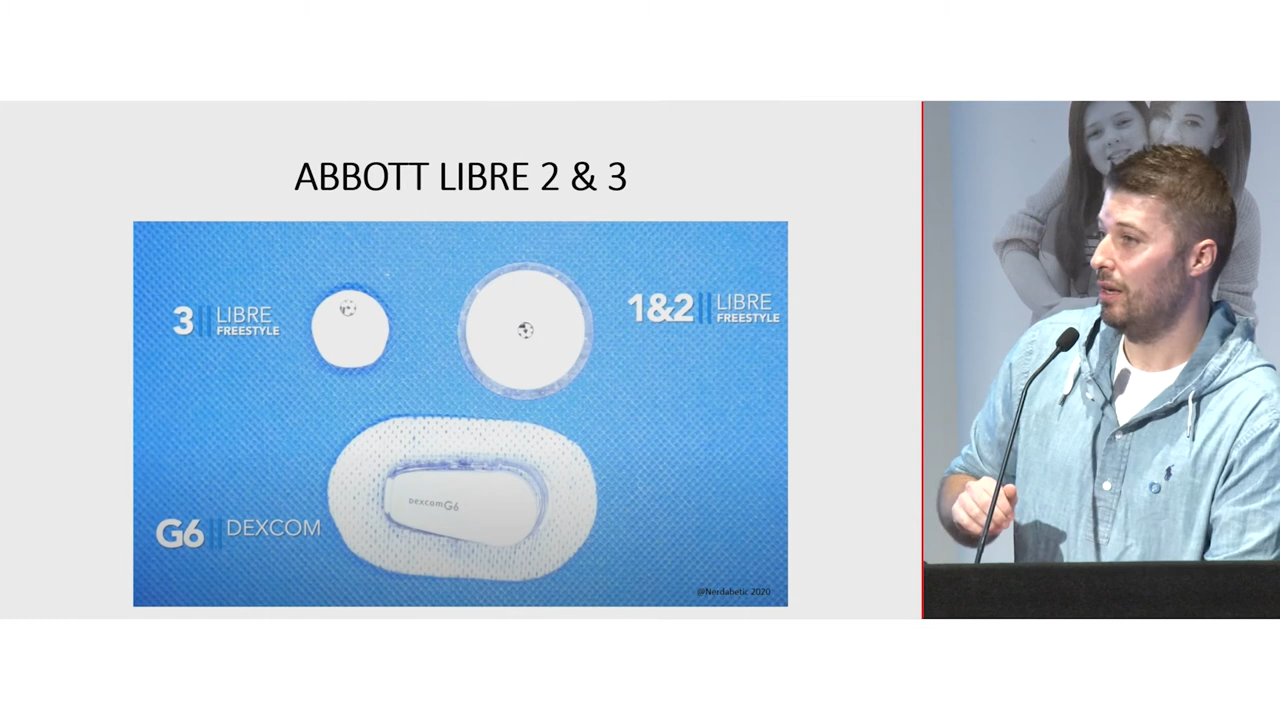 ABBOTT LIBRE 2 & 3
3 LIBRE
FREESTYLE
1&2 LIBRE
FREESTYLE
dexcom G6
G6 DEXCOM
@Nerdabetic 2020